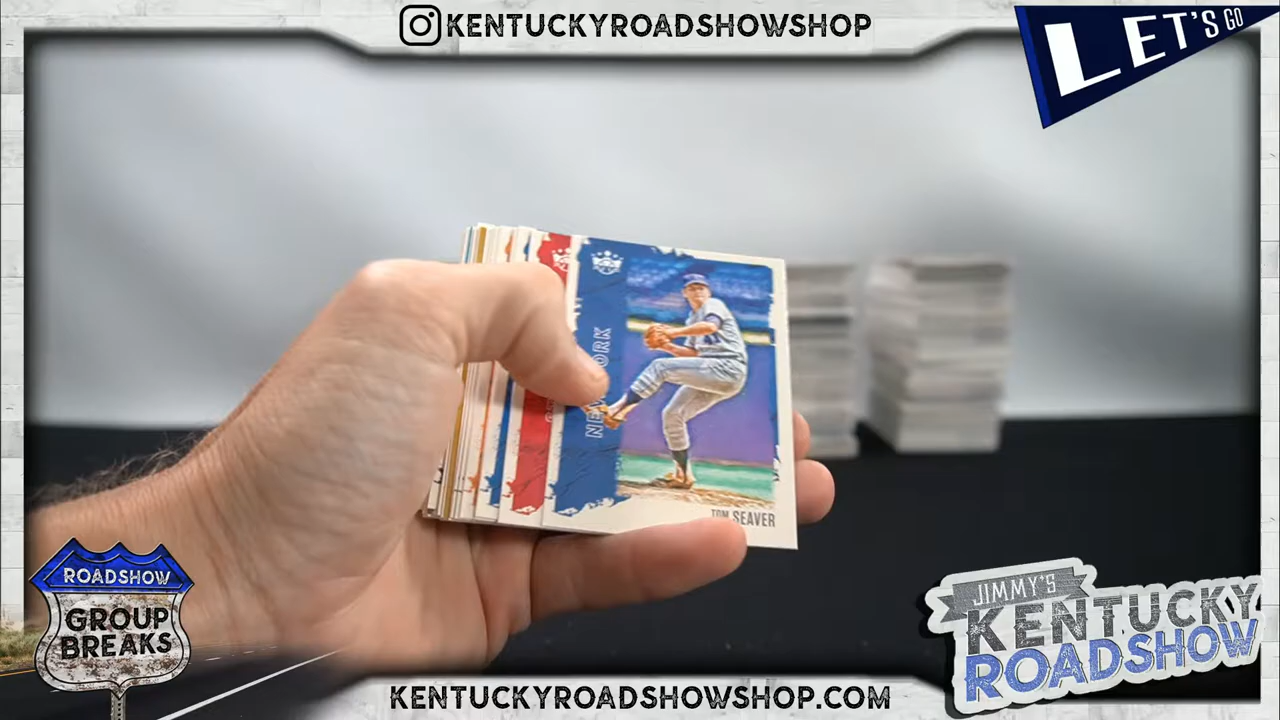 KENTUCKYROADSHOWSHOP
LET'S GO
NEW YORK
TOM SEAVER
ROADSHOW
GROUP
BREAKS
JIMMY'S
KENTUCKY
ROADSHOW
KENTUCKYROADSHOWSHOP.COM